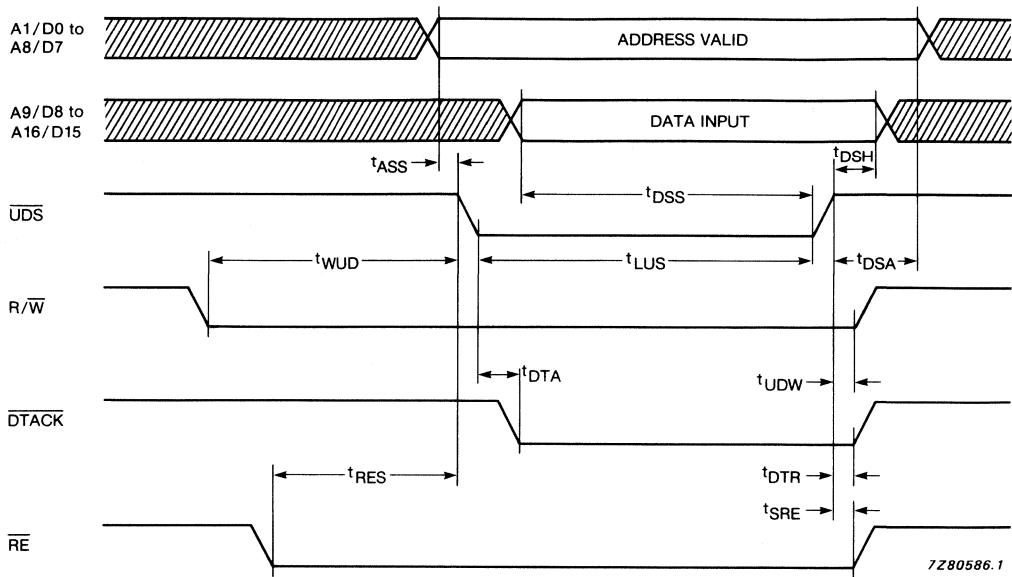 A1/D0 to
A8/D7
ADDRESS VALID
A9/D8 to
A16/D15
DATA INPUT
tASS
tDSH
UDS
tDSS
tWUD
tLUS
tDSA
R/W
tDTA
tUDW
DTACK
tRES
tDTR
tSRE
RE
7Z80586.1